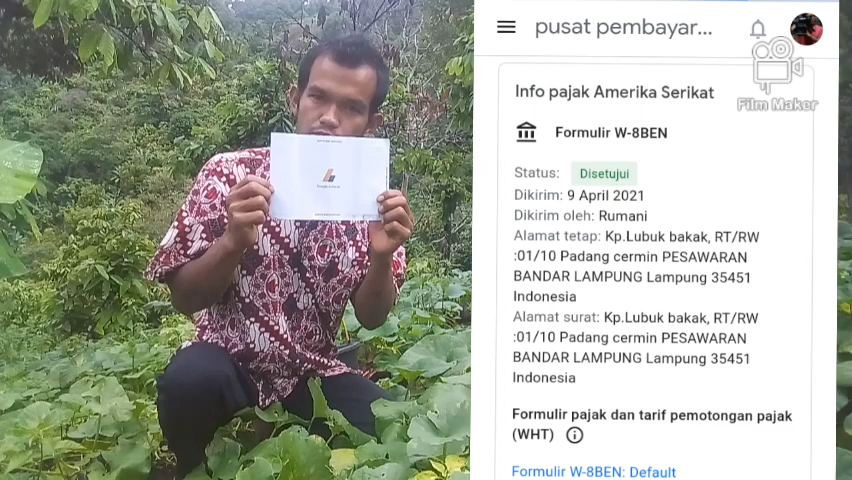 pusat pembayar...
Film Maker
Info pajak Amerika Serikat
Formulir W-8BEN
Status: Disetujui
Dikirim: 9 April 2021
Dikirim oleh: Rumani
Alamat tetap: Kp.Lubuk bakak, RT/RW
:01/10 Padang cermin PESAWARAN
BANDAR LAMPUNG Lampung 35451
Indonesia
Alamat surat: Kp.Lubuk bakak, RT/RW
:01/10 Padang cermin PESAWARAN
BANDAR LAMPUNG Lampung 35451
Indonesia
Formulir pajak dan tarif pemotongan pajak
(WHT)
Formulir W-8BEN: Default